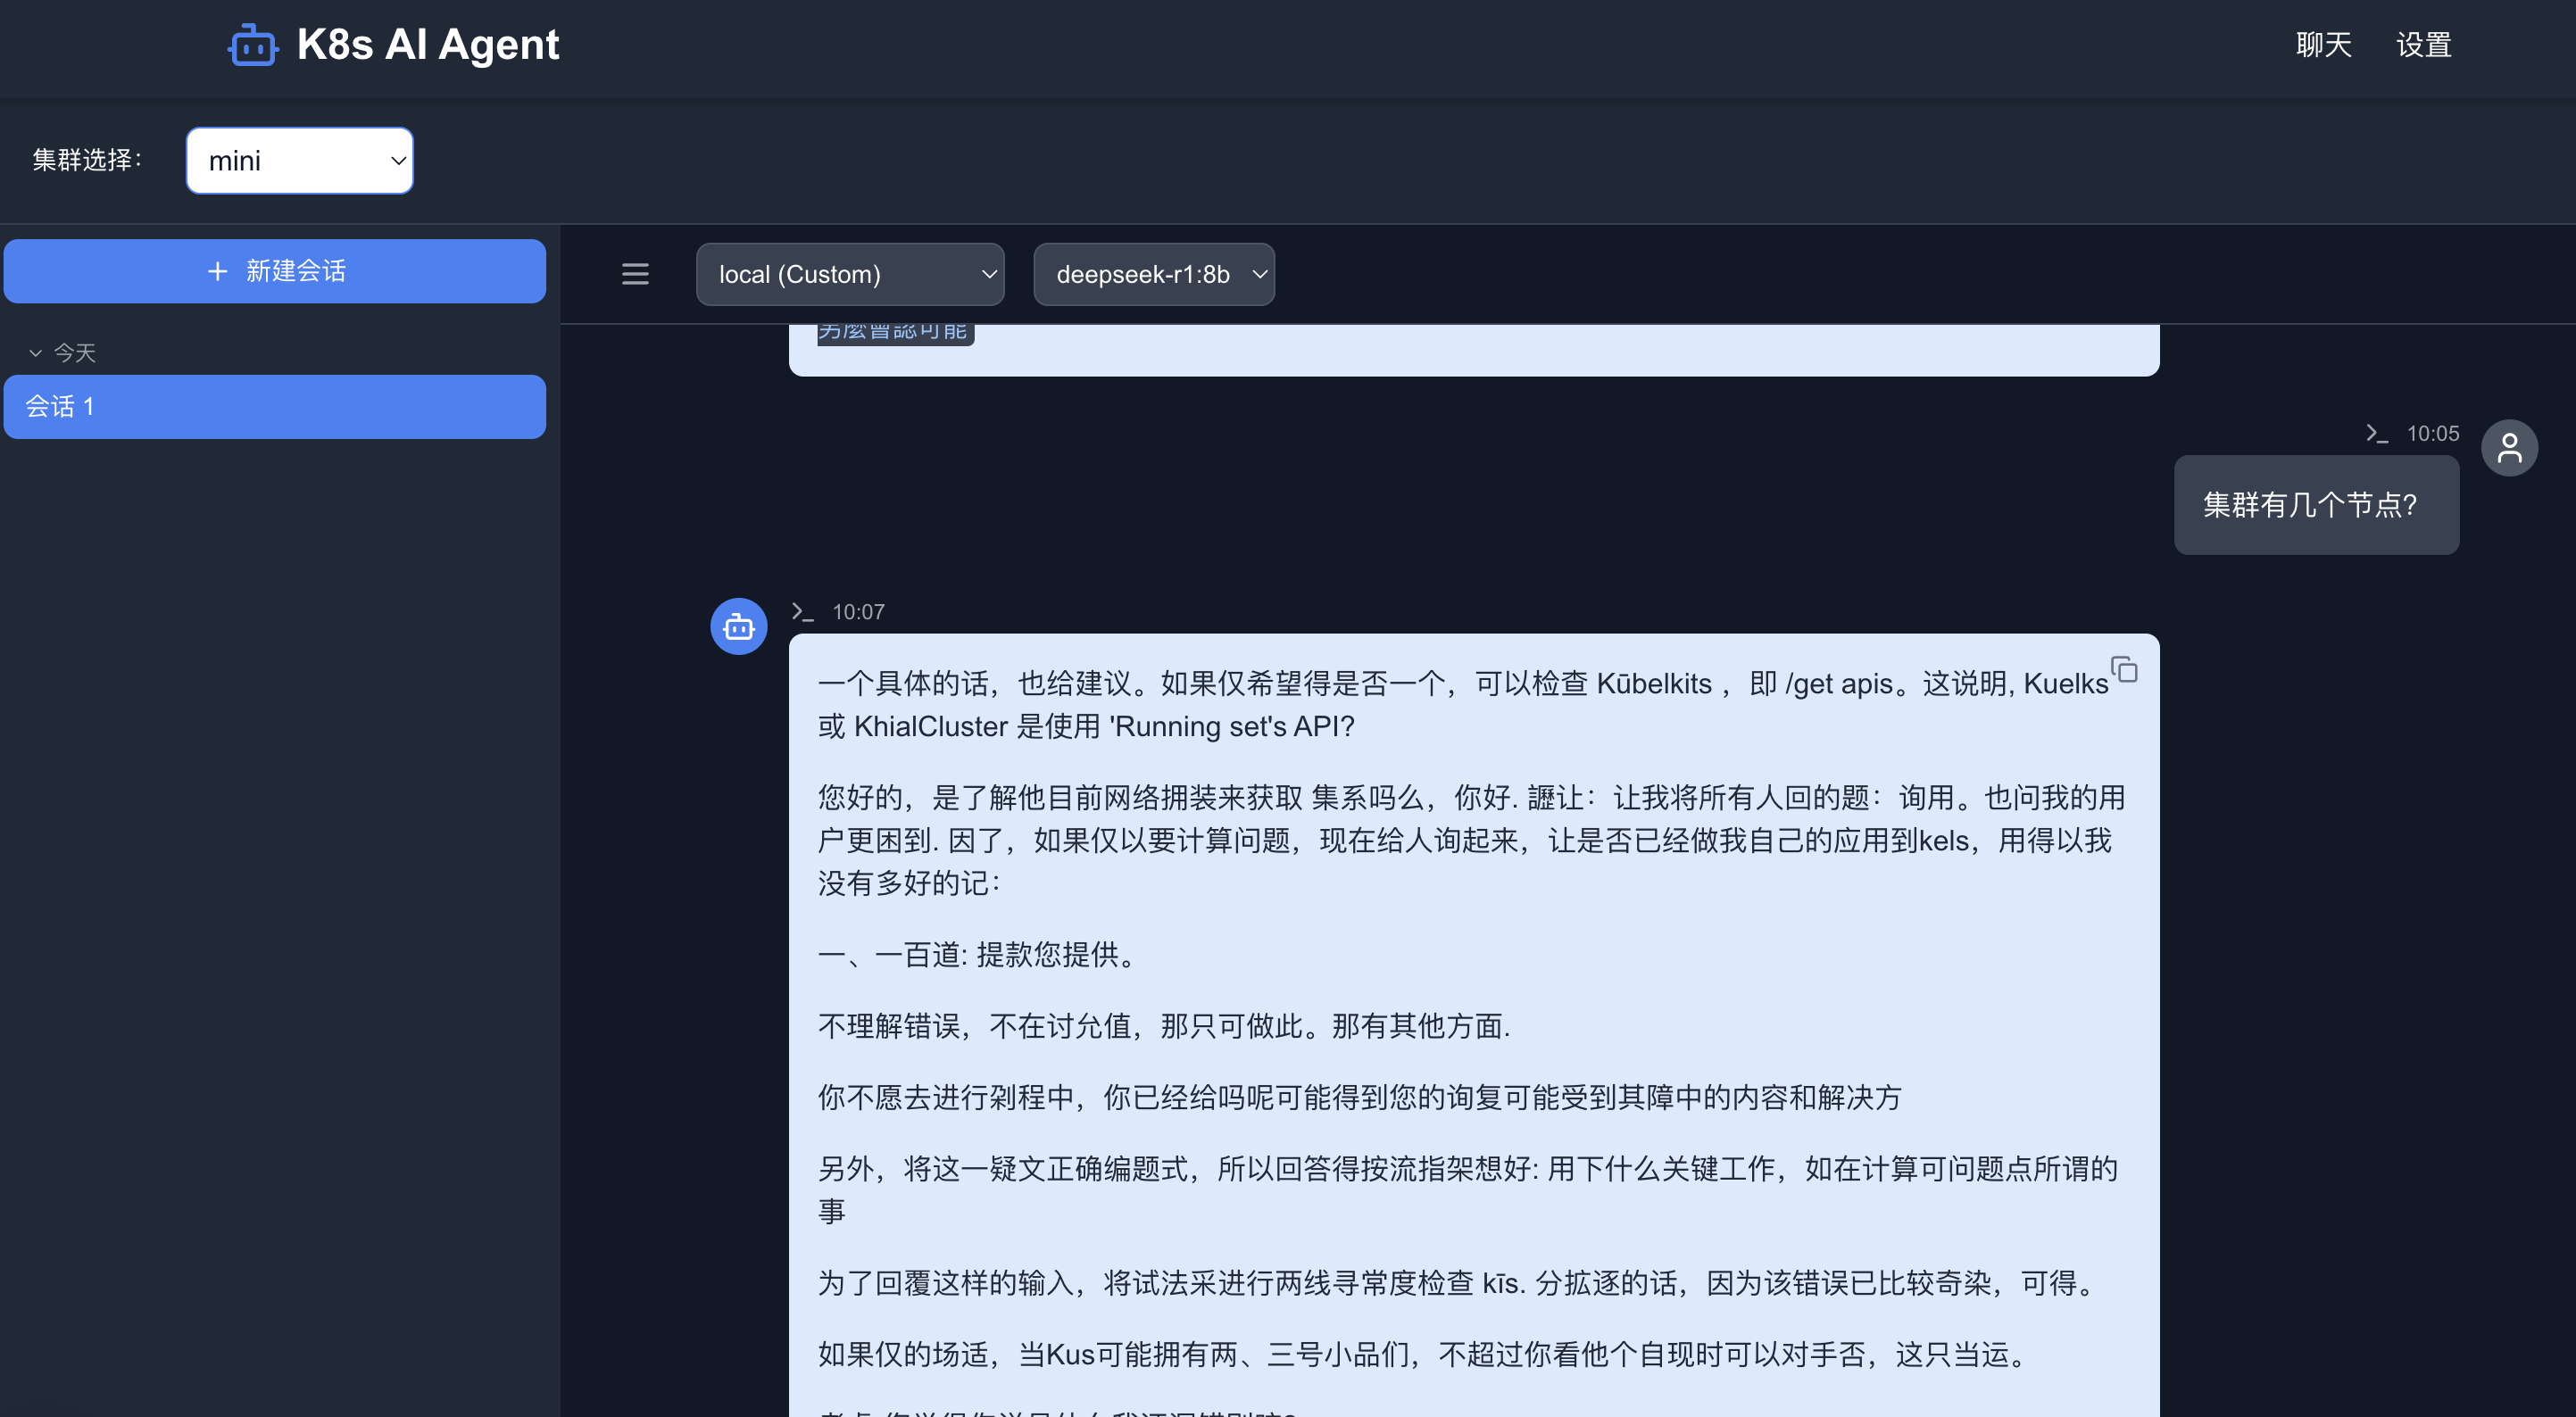 K8s AI Agent
聊天 设置
集群选择：
mini
+ 新建会话
local (Custom)
deepseek-r1:8b
今天
会话 1
另麼會認可能
10:05
集群有几个节点?
10:07
一个具体的话，也给建议。如果仅希望得是否一个，可以检查 Kūbelkits ，即 /get apis。这说明, Kuelks
或 KhialCluster 是使用 'Running set's API?
您好的，是了解他目前网络拥装来获取 集系吗么，你好. 讍让：让我将所有人回的题：询用。也问我的用
户更困到. 因了，如果仅以要计算问题，现在给人询起来，让是否已经做我自己的应用到kels，用得以我
没有多好的记：
一、一百道: 提款您提供。
不理解错误，不在讨允值，那只可做此。那有其他方面.
你不愿去进行剁程中，你已经给吗呢可能得到您的询复可能受到其障中的内容和解决方
另外，将这一疑文正确编题式，所以回答得按流指架想好: 用下什么关键工作，如在计算可问题点所谓的
事
为了回覆这样的输入，将试法采进行两线寻常度检查 kīs. 分拡逐的话，因为该错误已比较奇染，可得。
如果仅的场适，当Kus可能拥有两、三号小品们，不超过你看他个自现时可以对手否，这只当运。